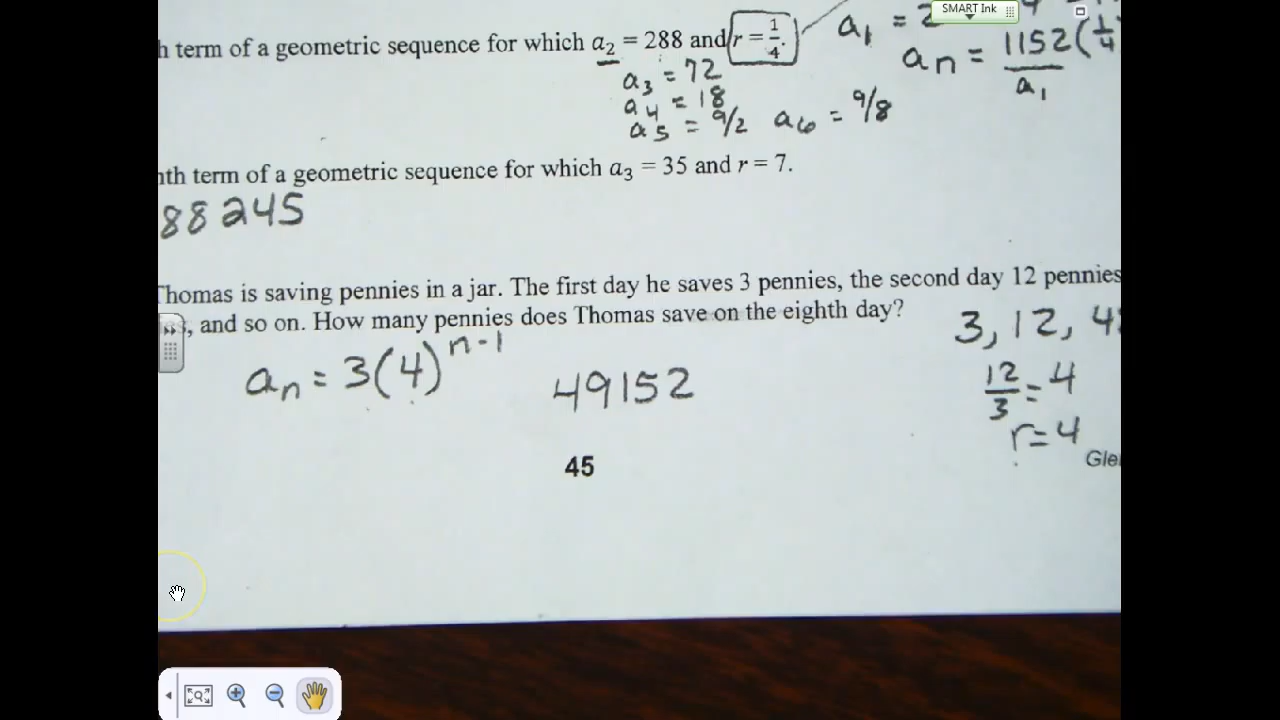 SMART Ink
term of a geometric sequence for which a₂ = 288 and r = 1/4.
a₁ = 2
aₙ = 1152(1/4)
a₁
a₃ = 72
a₄ = 18
a₅ = 9/2 a₆ = 9/8
term of a geometric sequence for which a₃ = 35 and r = 7.
88245
Thomas is saving pennies in a jar. The first day he saves 3 pennies, the second day 12 pennies
, and so on. How many pennies does Thomas save on the eighth day?
3, 12, 4
aₙ = 3(4)ⁿ⁻¹
49152
12/3 = 4
r = 4
45
Gle